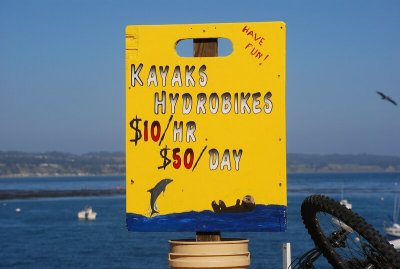 HAVE
FUN!
KAYAKS
HYDROBIKES
$10/HR
$50/DAY